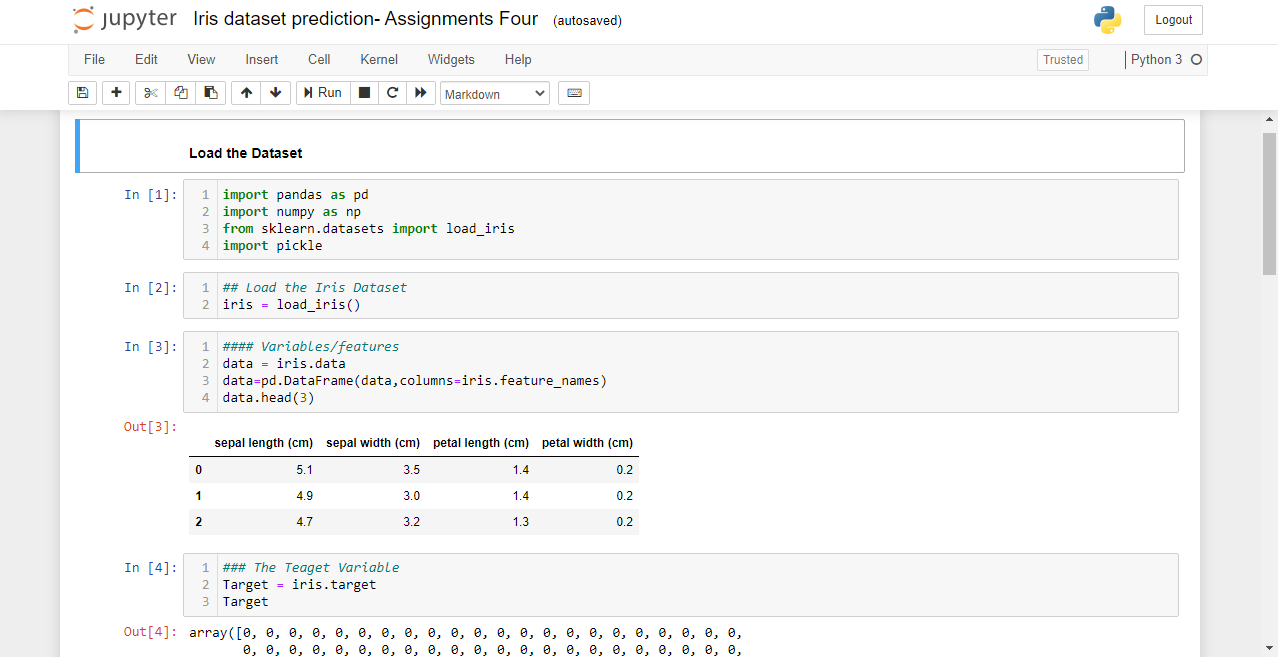 jupyter Iris dataset prediction- Assignments Four (autosaved) Logout
File Edit View Insert Cell Kernel Widgets Help Trusted Python 3
Run Markdown
Load the Dataset
In [1]: 1 import pandas as pd
2 import numpy as np
3 from sklearn.datasets import load_iris
4 import pickle
In [2]: 1 ## Load the Iris Dataset
2 iris = load_iris()
In [3]: 1 #### Variables/features
2 data = iris.data
3 data=pd.DataFrame(data,columns=iris.feature_names)
4 data.head(3)
Out[3]:
sepal length (cm) sepal width (cm) petal length (cm) petal width (cm)
0 5.1 3.5 1.4 0.2
1 4.9 3.0 1.4 0.2
2 4.7 3.2 1.3 0.2
In [4]: 1 ### The Teaget Variable
2 Target = iris.target
3 Target
Out[4]: array([0, 0, 0, 0, 0, 0, 0, 0, 0, 0, 0, 0, 0, 0, 0, 0, 0, 0, 0, 0, 0, 0,
0, 0, 0, 0, 0, 0, 0, 0, 0, 0, 0, 0, 0, 0, 0, 0, 0, 0, 0, 0, 0, 0,